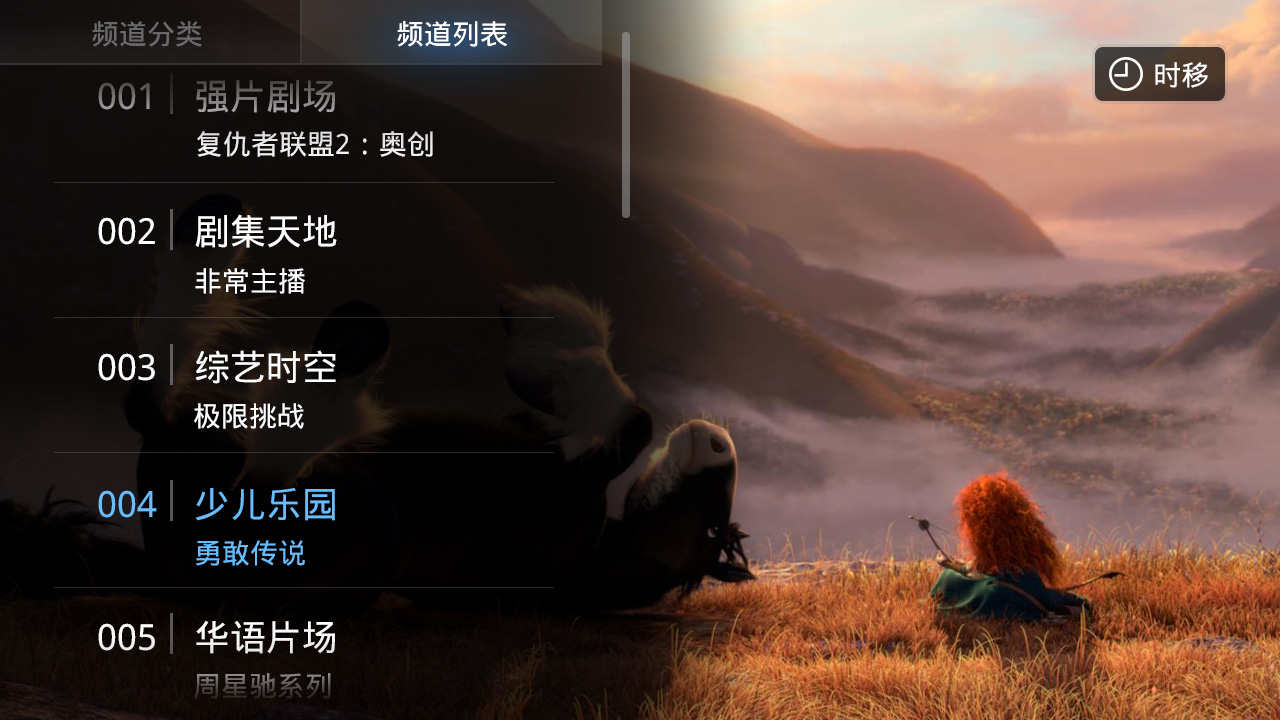 频道分类
频道列表
时移
001 强片剧场
复仇者联盟2：奥创
002 剧集天地
非常主播
003 综艺时空
极限挑战
004 少儿乐园
勇敢传说
005 华语片场
周星驰系列